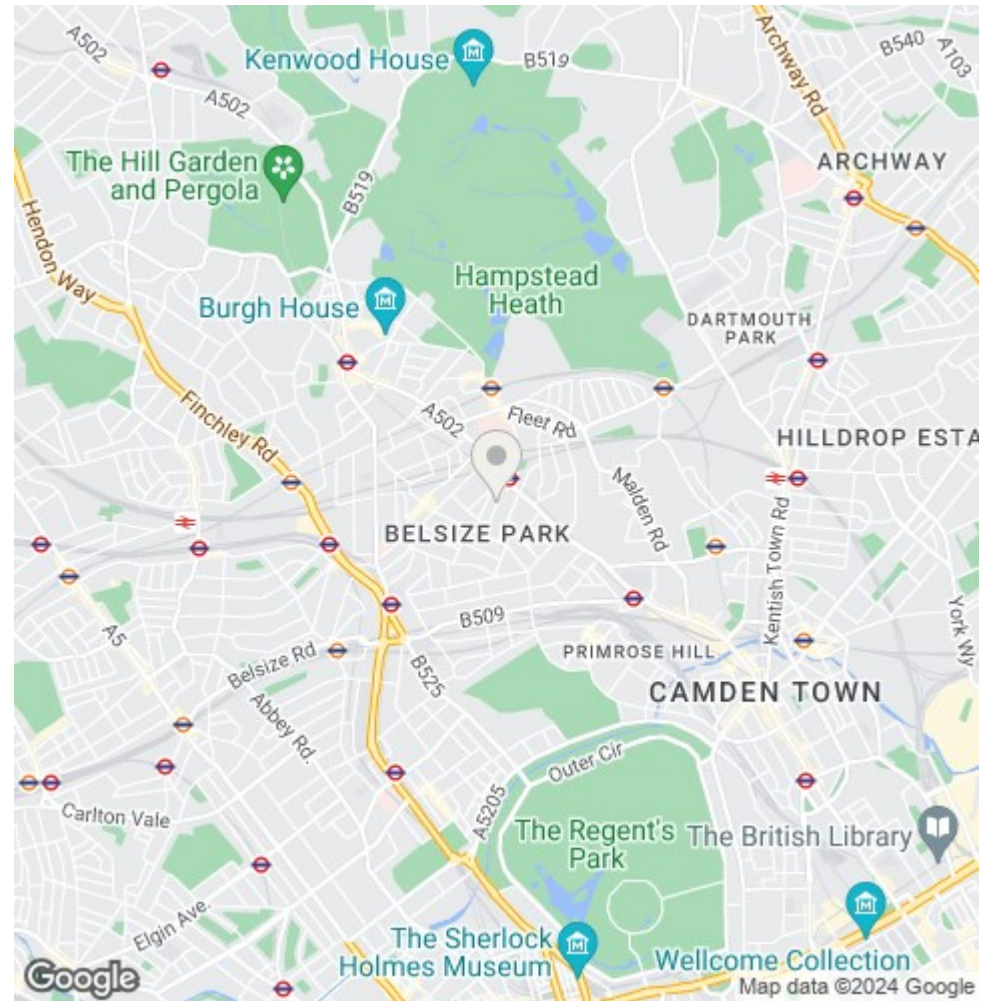 A502
Kenwood House
B519
B540
A103
Archway Rd
A502
The Hill Garden
and Pergola
B519
ARCHWAY
Hendon Way
Hampstead
Heath
Burgh House
DARTMOUTH
PARK
A502
Fleet Rd
Finchley Rd
HILLDROP ESTA
Malden Rd
BELSIZE PARK
Kentish Town Rd
A5
B509
York Wy
Belsize Rd
B525
PRIMROSE HILL
Abbey Rd.
CAMDEN TOWN
Outer Cir
A5205
Carlton Vale
The Regent's
Park
The British Library
Elgin Ave.
The Sherlock
Holmes Museum
Wellcome Collection
Google
Map data ©2024 Google